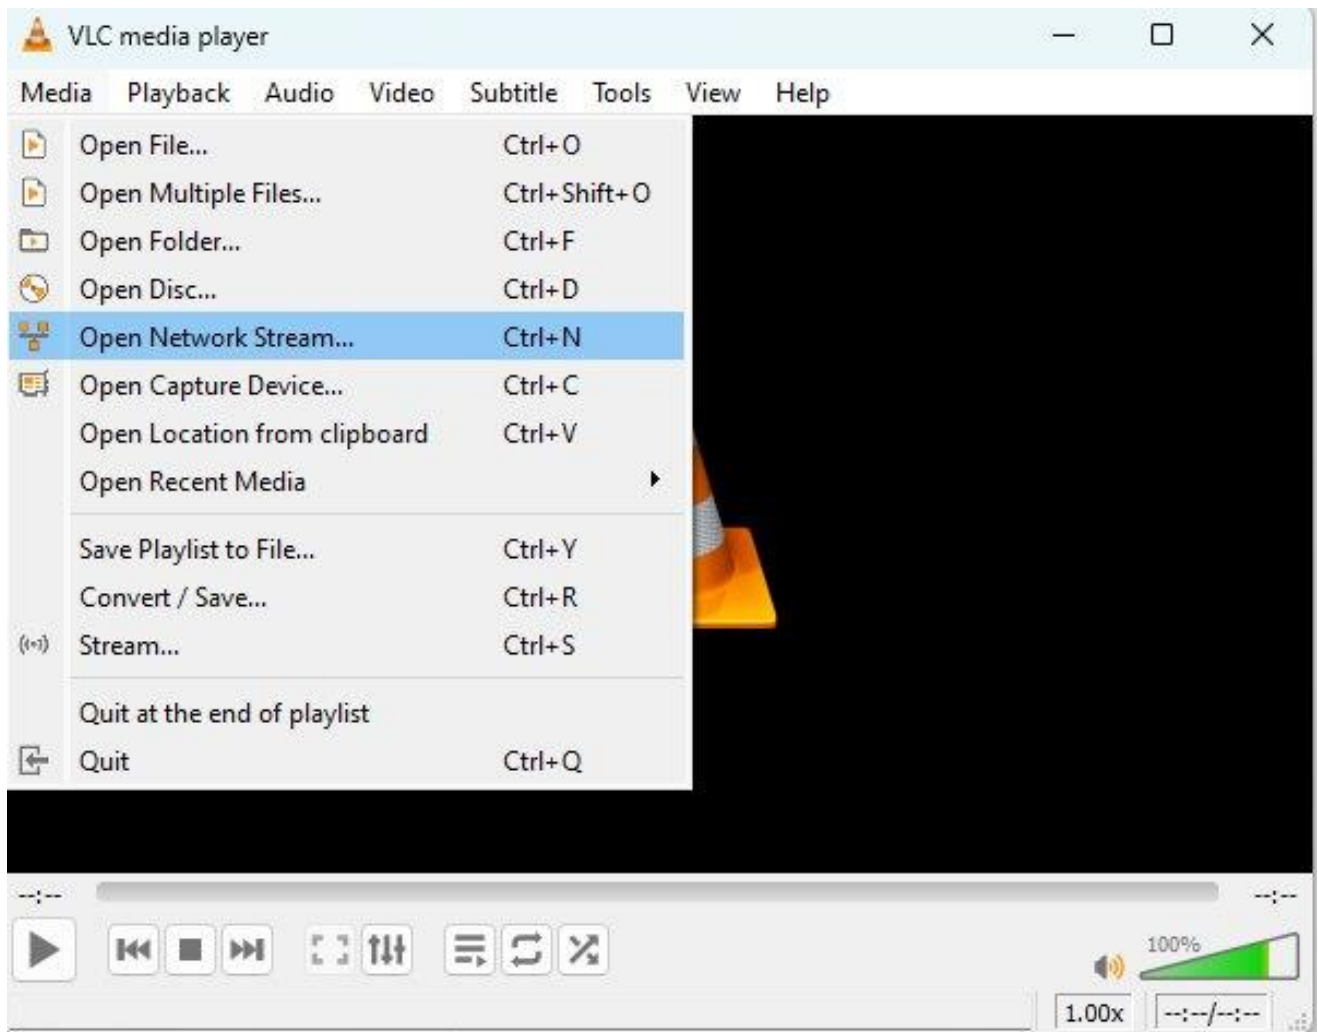 VLC media player
Media Playback Audio Video Subtitle Tools View Help
Open File... Ctrl+O
Open Multiple Files... Ctrl+Shift+O
Open Folder... Ctrl+F
Open Disc... Ctrl+D
Open Network Stream... Ctrl+N
Open Capture Device... Ctrl+C
Open Location from clipboard Ctrl+V
Open Recent Media
Save Playlist to File... Ctrl+Y
Convert / Save... Ctrl+R
Stream... Ctrl+S
Quit at the end of playlist
Quit Ctrl+Q
--:-- --:--
100%
1.00x --:--/--:--